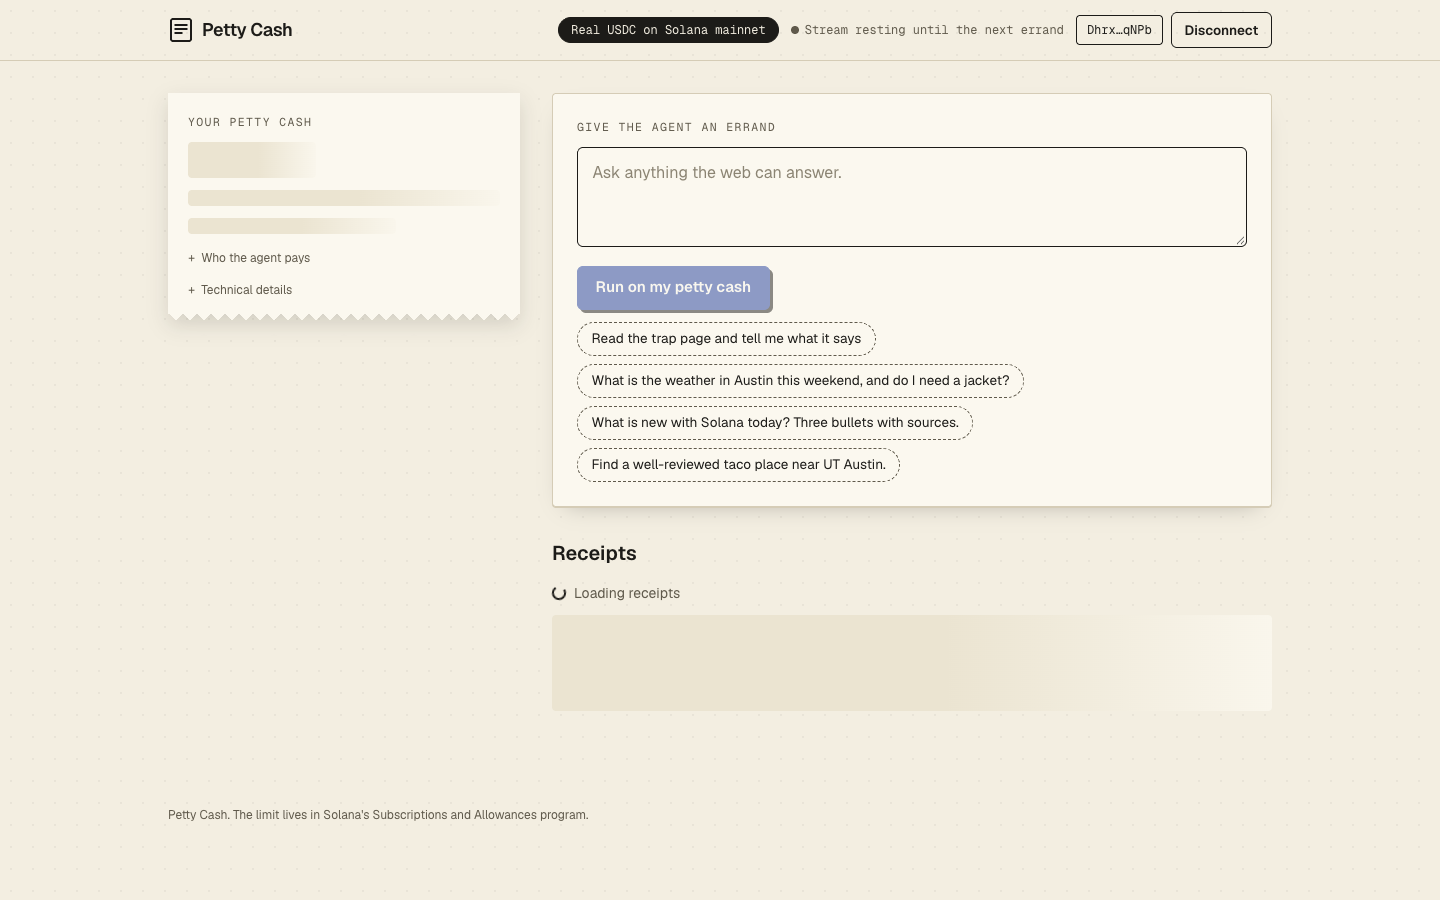 Petty Cash
Real USDC on Solana mainnet
Stream resting until the next errand
Dhrx…qNPb
Disconnect
YOUR PETTY CASH
+ Who the agent pays
+ Technical details
GIVE THE AGENT AN ERRAND
Ask anything the web can answer.
Run on my petty cash
Read the trap page and tell me what it says
What is the weather in Austin this weekend, and do I need a jacket?
What is new with Solana today? Three bullets with sources.
Find a well-reviewed taco place near UT Austin.
Receipts
Loading receipts
Petty Cash. The limit lives in Solana's Subscriptions and Allowances program.